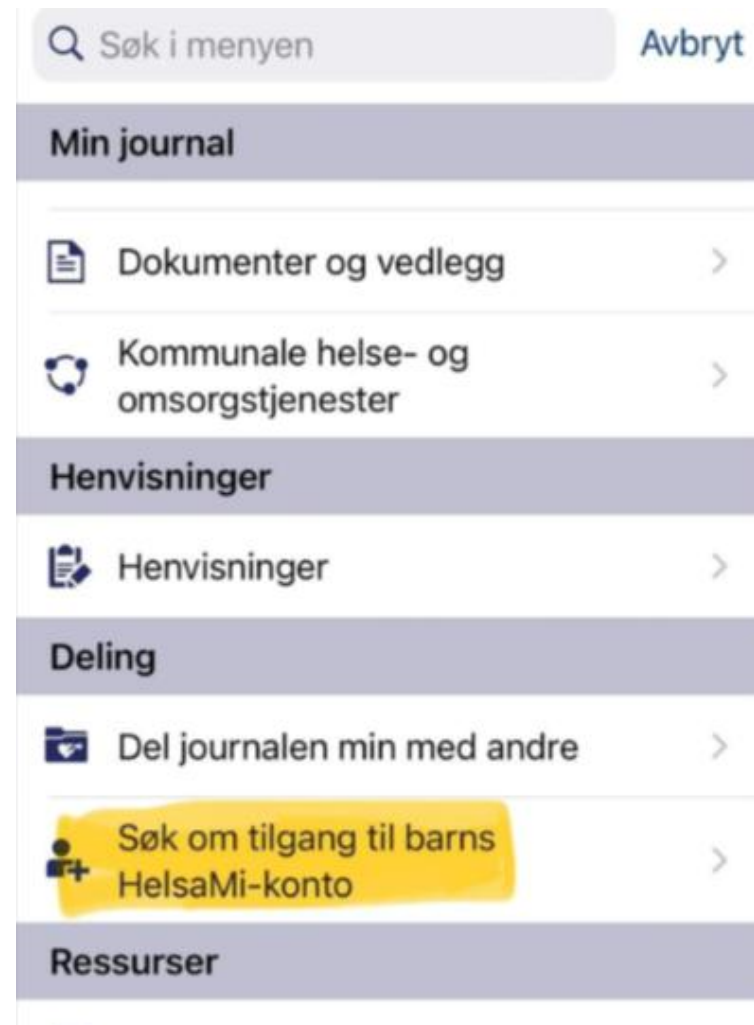 Søk i menyen
Avbryt
Min journal
Dokumenter og vedlegg
Kommunale helse- og
omsorgstjenester
Henvisninger
Henvisninger
Deling
Del journalen min med andre
Søk om tilgang til barns
HelsaMi-konto
Ressurser